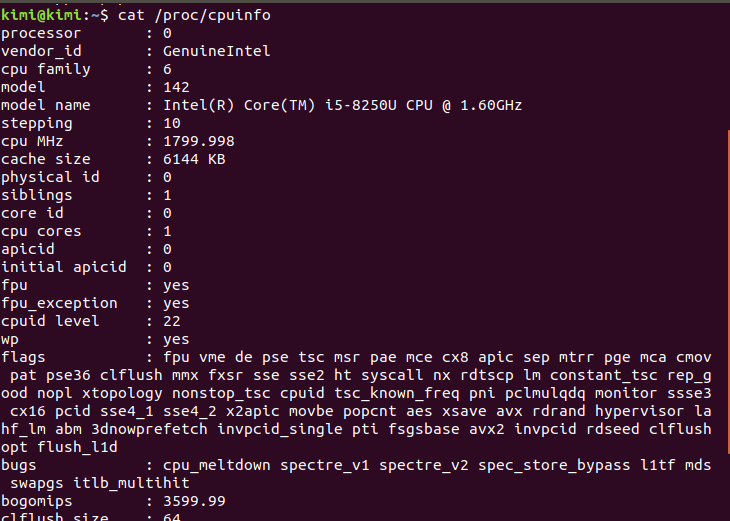 kimi@kimi:~$ cat /proc/cpuinfo
processor : 0
vendor_id : GenuineIntel
cpu family : 6
model : 142
model name : Intel(R) Core(TM) i5-8250U CPU @ 1.60GHz
stepping : 10
cpu MHz : 1799.998
cache size : 6144 KB
physical id : 0
siblings : 1
core id : 0
cpu cores : 1
apicid : 0
initial apicid : 0
fpu : yes
fpu_exception : yes
cpuid level : 22
wp : yes
flags : fpu vme de pse tsc msr pae mce cx8 apic sep mtrr pge mca cmov
pat pse36 clflush mmx fxsr sse sse2 ht syscall nx rdtscp lm constant_tsc rep_g
ood nopl xtopology nonstop_tsc cpuid tsc_known_freq pni pclmulqdq monitor ssse3
cx16 pcid sse4_1 sse4_2 x2apic movbe popcnt aes xsave avx rdrand hypervisor la
hf_lm abm 3dnowprefetch invpcid_single pti fsgsbase avx2 invpcid rdseed clflush
opt flush_l1d
bugs : cpu_meltdown spectre_v1 spectre_v2 spec_store_bypass l1tf mds
swapgs itlb_multihit
bogomips : 3599.99
clflush size : 64